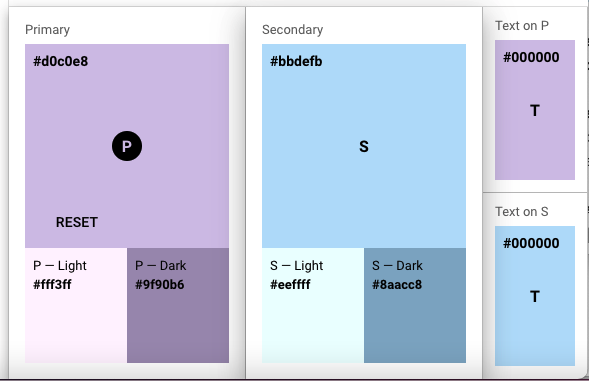 Primary
#d0c0e8
P
RESET
P — Light
#fff3ff
P — Dark
#9f90b6
Secondary
#bbdefb
S
S — Light
#eeffff
S — Dark
#8aacc8
Text on P
#000000
T
Text on S
#000000
T